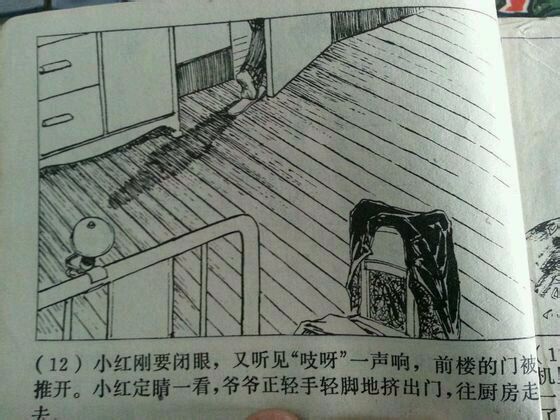 (12) 小红刚要闭眼，又听见“吱呀”一声响，前楼的门被
推开。小红定睛一看，爷爷正轻手轻脚地挤出门，往厨房走
去。
(1
机！